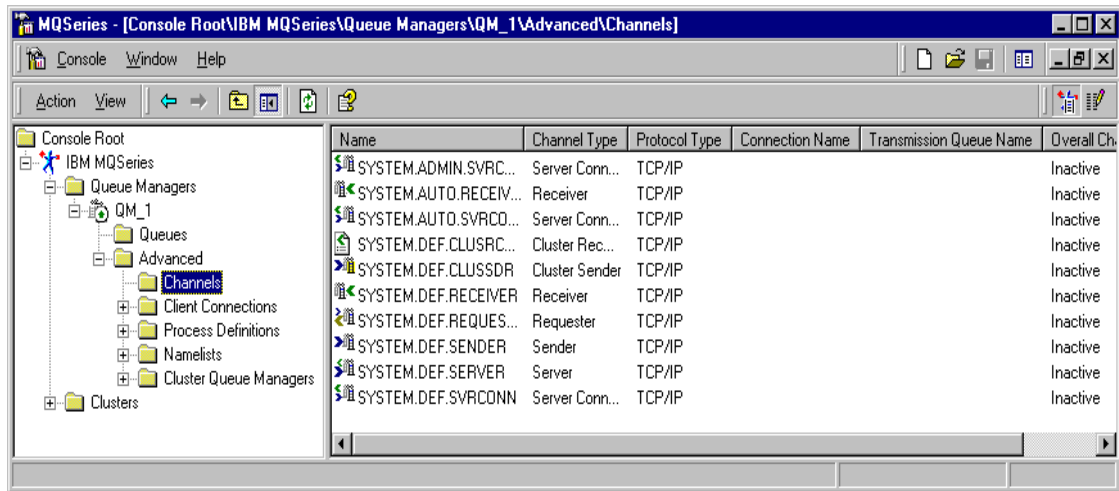 MQSeries - [Console Root\IBM MQSeries\Queue Managers\QM_1\Advanced\Channels]
Console Window Help
Action View
Console Root
IBM MQSeries
Queue Managers
QM_1
Queues
Advanced
Channels
Client Connections
Process Definitions
Namelists
Cluster Queue Managers
Clusters
Name Channel Type Protocol Type Connection Name Transmission Queue Name Overall Ch
SYSTEM.ADMIN.SVRC... Server Conn... TCP/IP Inactive
SYSTEM.AUTO.RECEIV... Receiver TCP/IP Inactive
SYSTEM.AUTO.SVRCO... Server Conn... TCP/IP Inactive
SYSTEM.DEF.CLUSRC... Cluster Rec... TCP/IP Inactive
SYSTEM.DEF.CLUSSDR Cluster Sender TCP/IP Inactive
SYSTEM.DEF.RECEIVER Receiver TCP/IP Inactive
SYSTEM.DEF.REQUES... Requester TCP/IP Inactive
SYSTEM.DEF.SENDER Sender TCP/IP Inactive
SYSTEM.DEF.SERVER Server TCP/IP Inactive
SYSTEM.DEF.SVRCONN Server Conn... TCP/IP Inactive